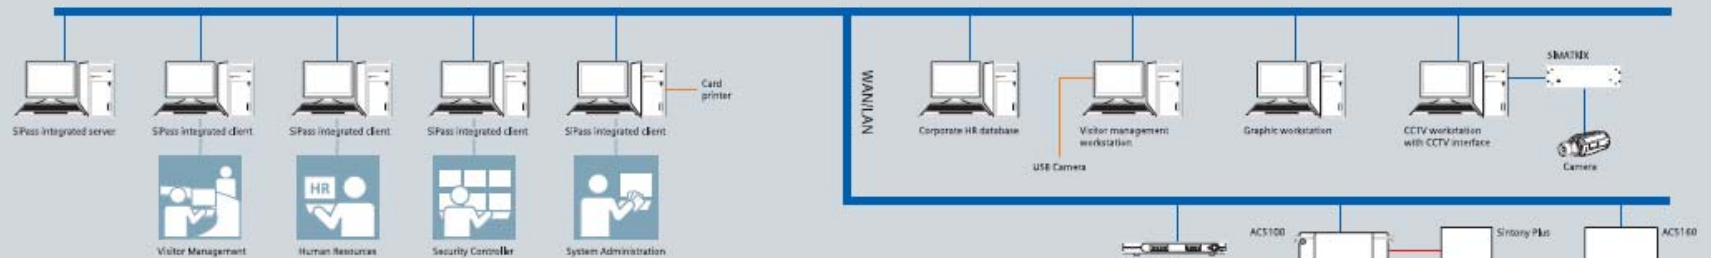 SiMATRIX
Card
printer
WAN/LAN
SiPass integrated server
SiPass integrated client
SiPass integrated client
SiPass integrated client
SiPass integrated client
Corporate HR database
Visitor management
workstation
Graphic workstation
CCTV workstation
with CCTV interface
USB Camera
Camera
HR
Visitor Management
Human Resources
Security Controller
System Administration
AC5100
Sintony Plus
AC5160